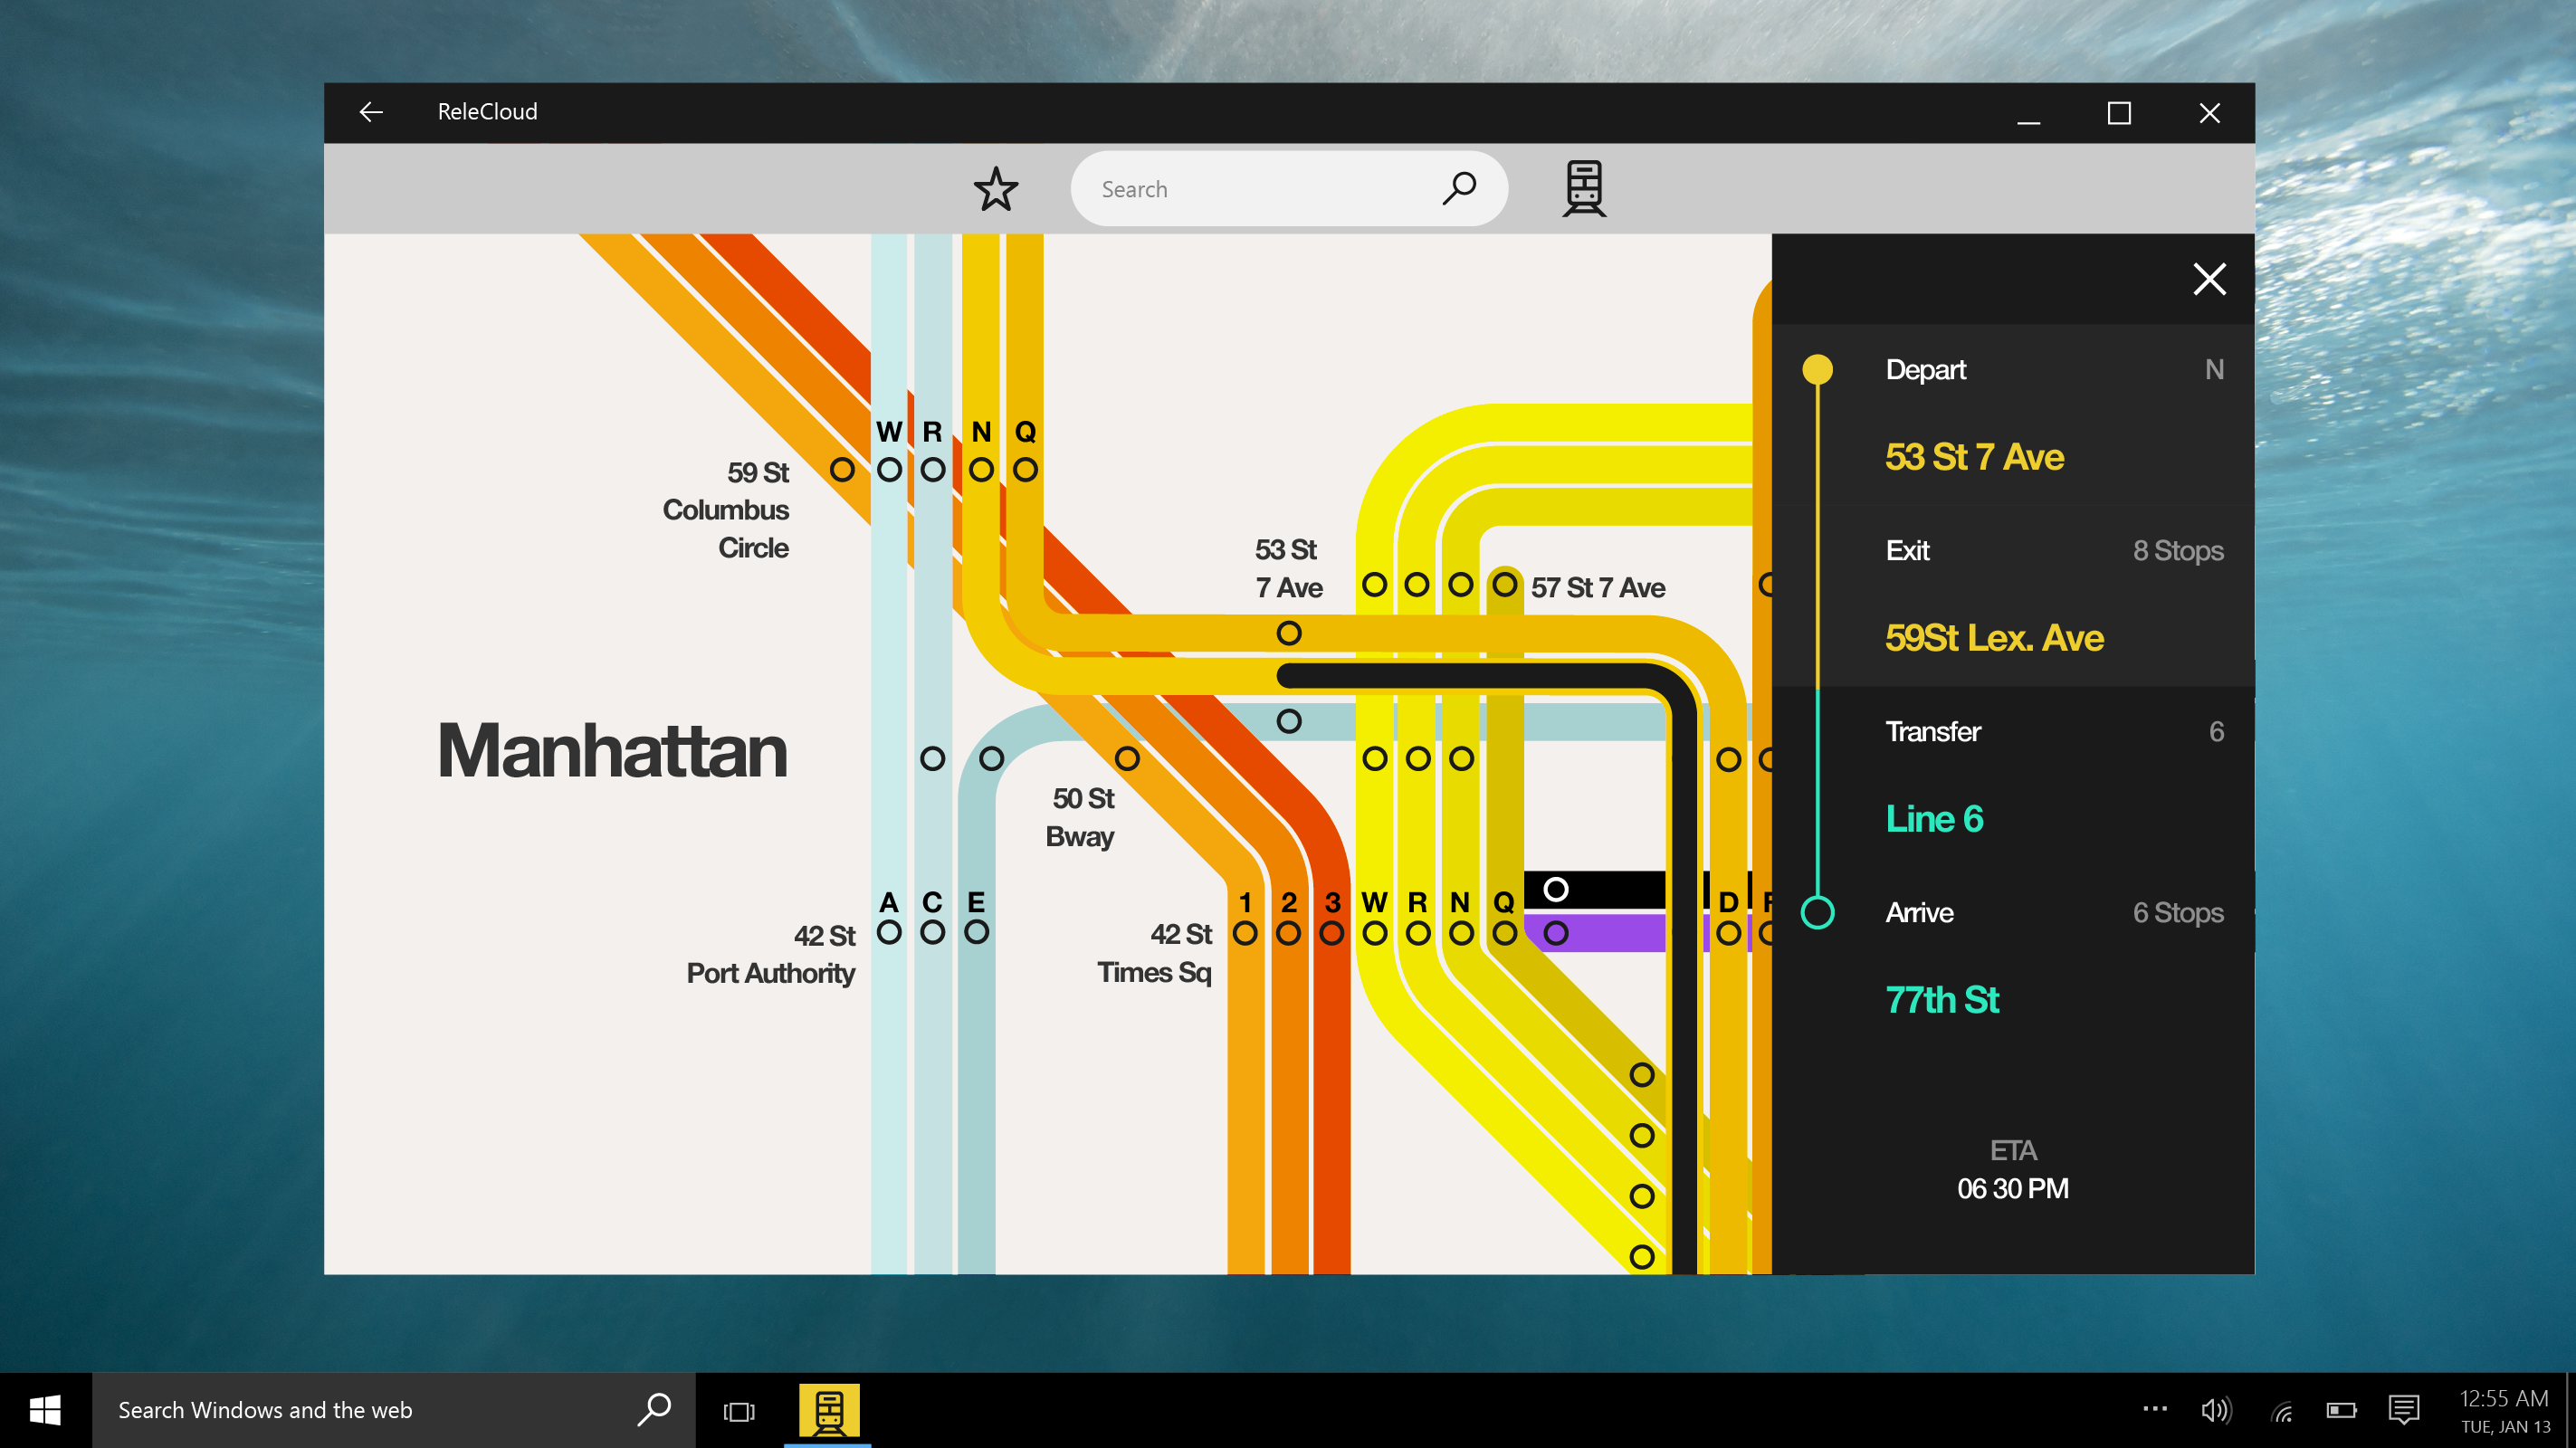 ReleCloud
Search
W R N Q
59 St
Columbus
Circle
53 St
7 Ave
57 St 7 Ave
Manhattan
50 St
Bway
A C E
42 St
Port Authority
1 2 3 W R N Q D
42 St
Times Sq
Depart N
53 St 7 Ave
Exit 8 Stops
59St Lex. Ave
Transfer 6
Line 6
Arrive 6 Stops
77th St
ETA
06 30 PM
Search Windows and the web
12:55 AM
TUE, JAN 13